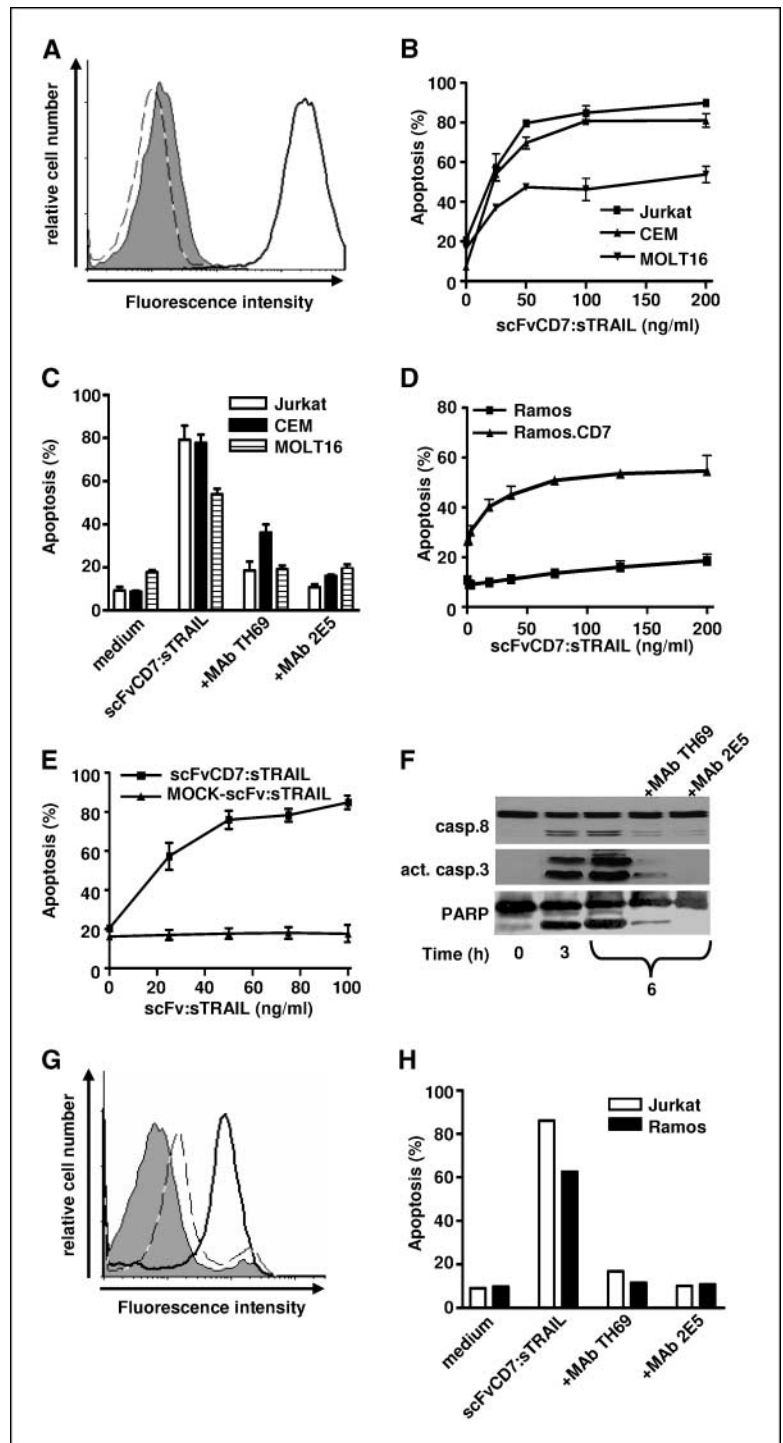 A
relative cell number
Fluorescence intensity
B
Apoptosis (%)
100
80
60
40
20
0
Jurkat
CEM
MOLT16
0
50
100
150
200
scFvCD7:sTRAIL (ng/ml)
C
Apoptosis (%)
100
80
60
40
20
0
Jurkat
CEM
MOLT16
medium
scFvCD7:sTRAIL
+MAb TH69
+MAb 2E5
D
Apoptosis (%)
80
60
40
20
0
Ramos
Ramos.CD7
0
50
100
150
200
scFvCD7:sTRAIL (ng/ml)
E
Apoptosis (%)
100
80
60
40
20
0
scFvCD7:sTRAIL
MOCK-scFv:sTRAIL
0
20
40
60
80
100
scFv:sTRAIL (ng/ml)
F
+MAb TH69
+MAb 2E5
casp.8
act. casp.3
PARP
Time (h) 0 3
6
G
relative cell number
Fluorescence intensity
H
Apoptosis (%)
100
80
60
40
20
0
Jurkat
Ramos
medium
scFvCD7:sTRAIL
+MAb TH69
+MAb 2E5